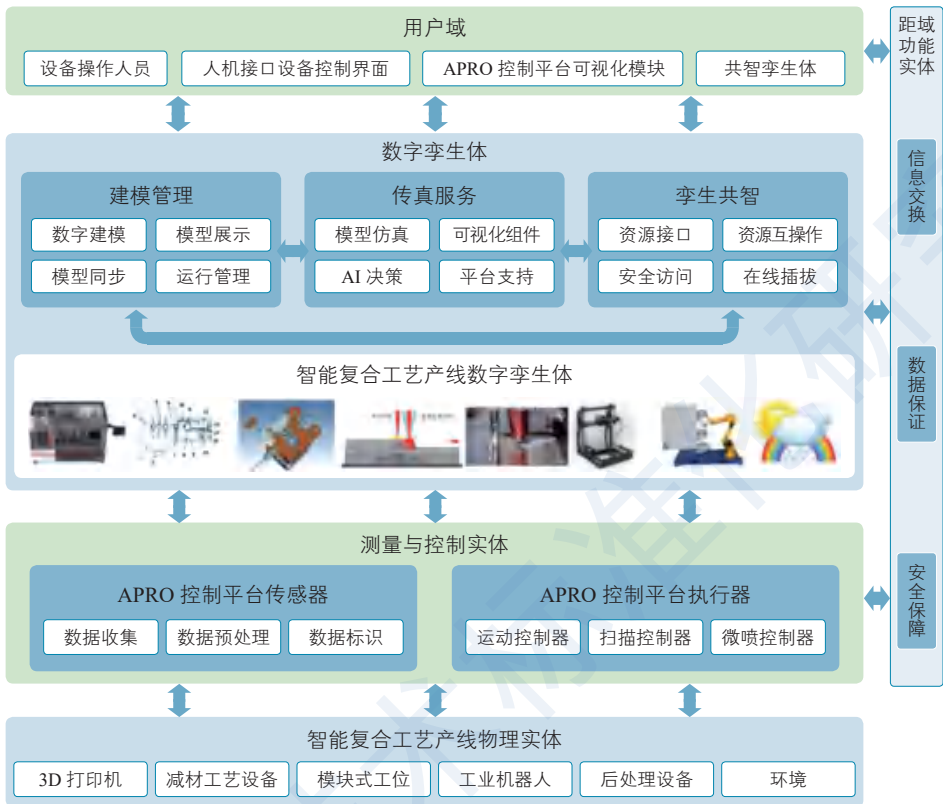 用户域
设备操作人员
人机接口设备控制界面
APRO 控制平台可视化模块
共智孪生体
距域
功能
实体
信息交换
数据保证
安全保障
数字孪生体
建模管理
数字建模
模型展示
模型同步
运行管理
传真服务
模型仿真
可视化组件
AI 决策
平台支持
孪生共智
资源接口
资源互操作
安全访问
在线插拔
智能复合工艺产线数字孪生体
测量与控制实体
APRO 控制平台传感器
数据收集
数据预处理
数据标识
APRO 控制平台执行器
运动控制器
扫描控制器
微喷控制器
智能复合工艺产线物理实体
3D 打印机
减材工艺设备
模块式工位
工业机器人
后处理设备
环境